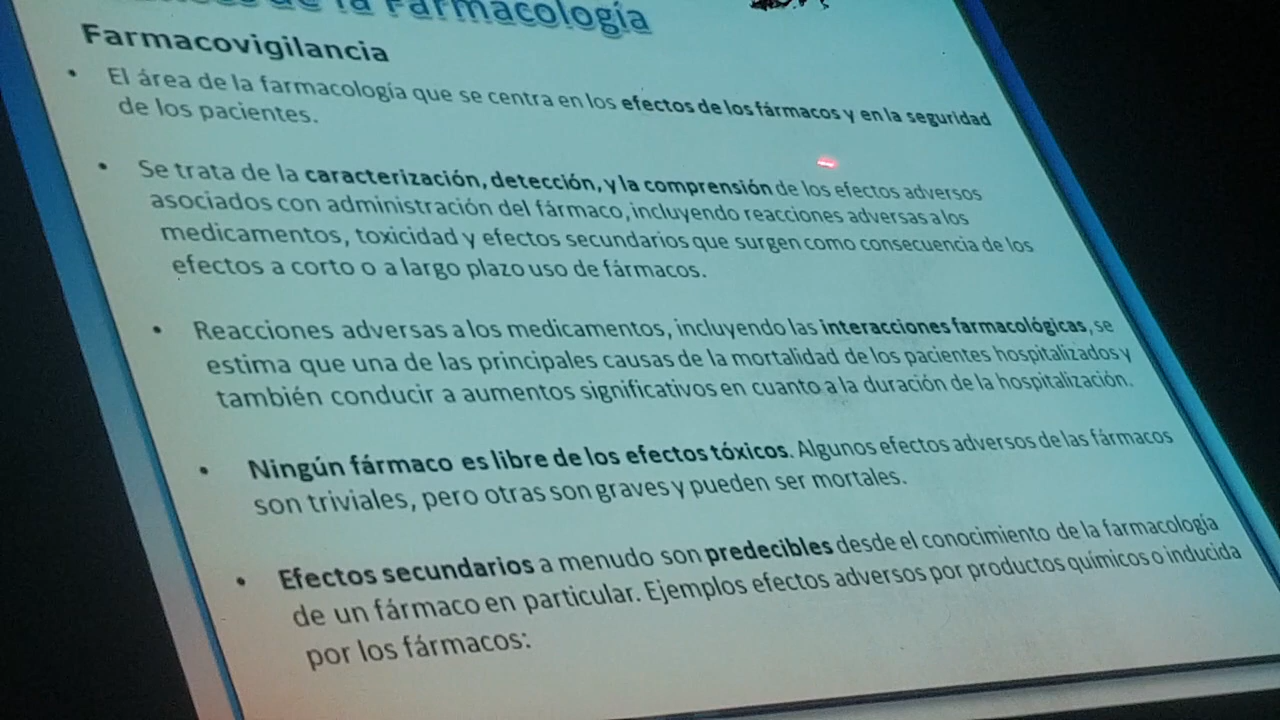 de la Farmacología
Farmacovigilancia
• El área de la farmacología que se centra en los efectos de los fármacos y en la seguridad
de los pacientes.
• Se trata de la caracterización, detección, y la comprensión de los efectos adversos
asociados con administración del fármaco, incluyendo reacciones adversas a los
medicamentos, toxicidad y efectos secundarios que surgen como consecuencia de los
efectos a corto o a largo plazo uso de fármacos.
• Reacciones adversas a los medicamentos, incluyendo las interacciones farmacológicas, se
estima que una de las principales causas de la mortalidad de los pacientes hospitalizados y
también conducir a aumentos significativos en cuanto a la duración de la hospitalización.
• Ningún fármaco es libre de los efectos tóxicos. Algunos efectos adversos de las fármacos
son triviales, pero otras son graves y pueden ser mortales.
• Efectos secundarios a menudo son predecibles desde el conocimiento de la farmacología
de un fármaco en particular. Ejemplos efectos adversos por productos químicos o inducida
por los fármacos: